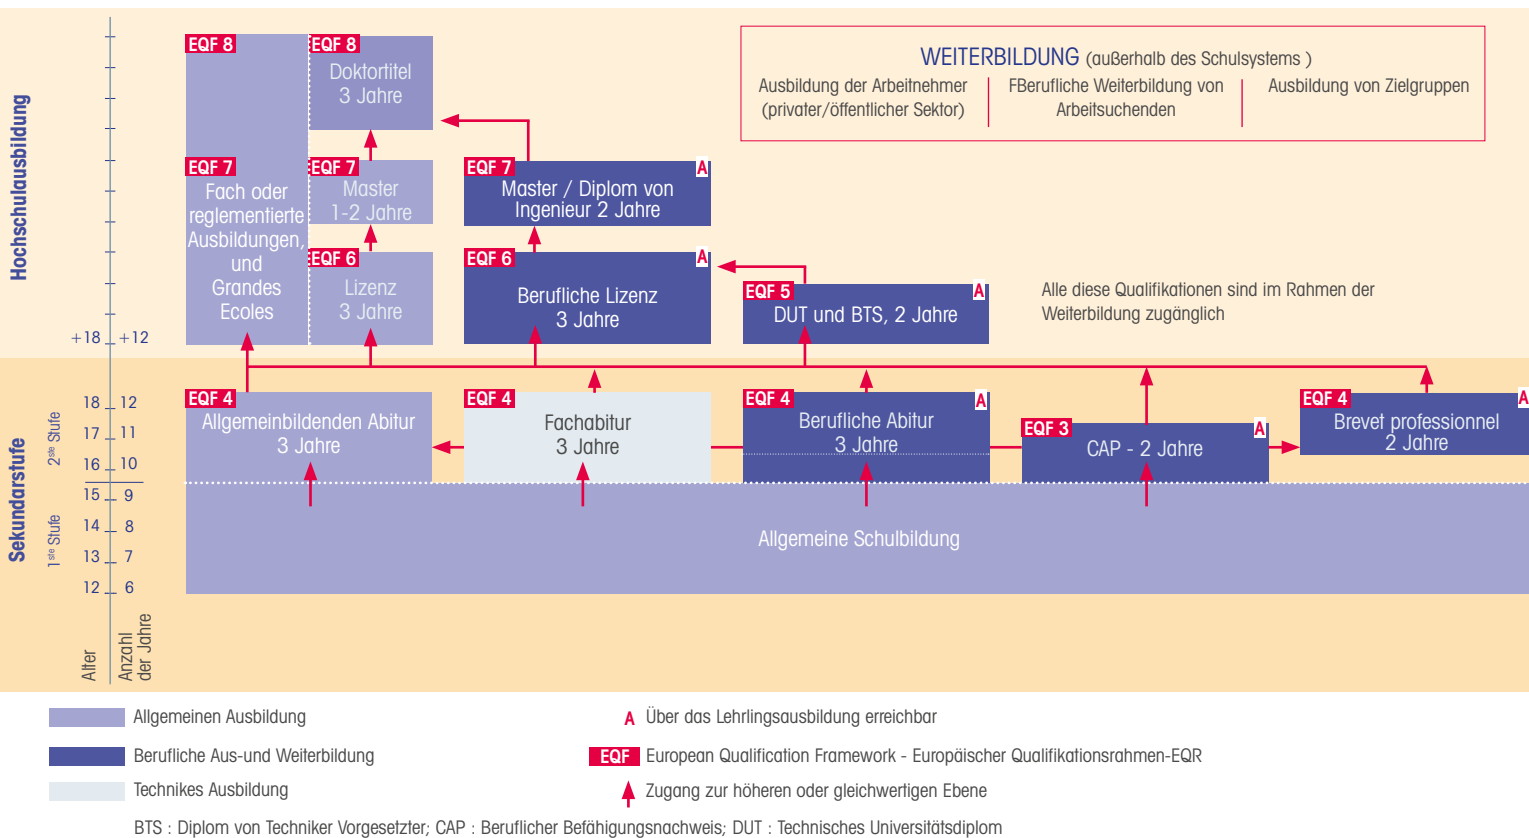 Hochschulausbildung
EQF 8
EQF 8
Doktortitel
3 Jahre
WEITERBILDUNG (außerhalb des Schulsystems )
Ausbildung der Arbeitnehmer
(privater/öffentlicher Sektor)
FBerufliche Weiterbildung von
Arbeitsuchenden
Ausbildung von Zielgruppen
EQF 7
Fach oder
reglementierte
Ausbildungen,
und
Grandes
Ecoles
EQF 7
Master
1-2 Jahre
EQF 7
A
Master / Diplom von
Ingenieur 2 Jahre
EQF 6
Lizenz
3 Jahre
EQF 6
A
Berufliche Lizenz
3 Jahre
EQF 5
A
DUT und BTS, 2 Jahre
Alle diese Qualifikationen sind im Rahmen der
Weiterbildung zugänglich
+18 +12
Sekundarstufe
2ste Stufe
1ste Stufe
18 12
17 11
16 10
15 9
14 8
13 7
12 6
Alter
Anzahl
der Jahre
EQF 4
Allgemeinbildenden Abitur
3 Jahre
EQF 4
Fachabitur
3 Jahre
EQF 4
A
Berufliche Abitur
3 Jahre
EQF 3
A
CAP - 2 Jahre
EQF 4
A
Brevet professionnel
2 Jahre
Allgemeine Schulbildung
Allgemeinen Ausbildung
Berufliche Aus-und Weiterbildung
Technikes Ausbildung
A Über das Lehrlingsausbildung erreichbar
EQF European Qualification Framework - Europäischer Qualifikationsrahmen-EQR
Zugang zur höheren oder gleichwertigen Ebene
BTS : Diplom von Techniker Vorgesetzter; CAP : Beruflicher Befähigungsnachweis; DUT : Technisches Universitätsdiplom